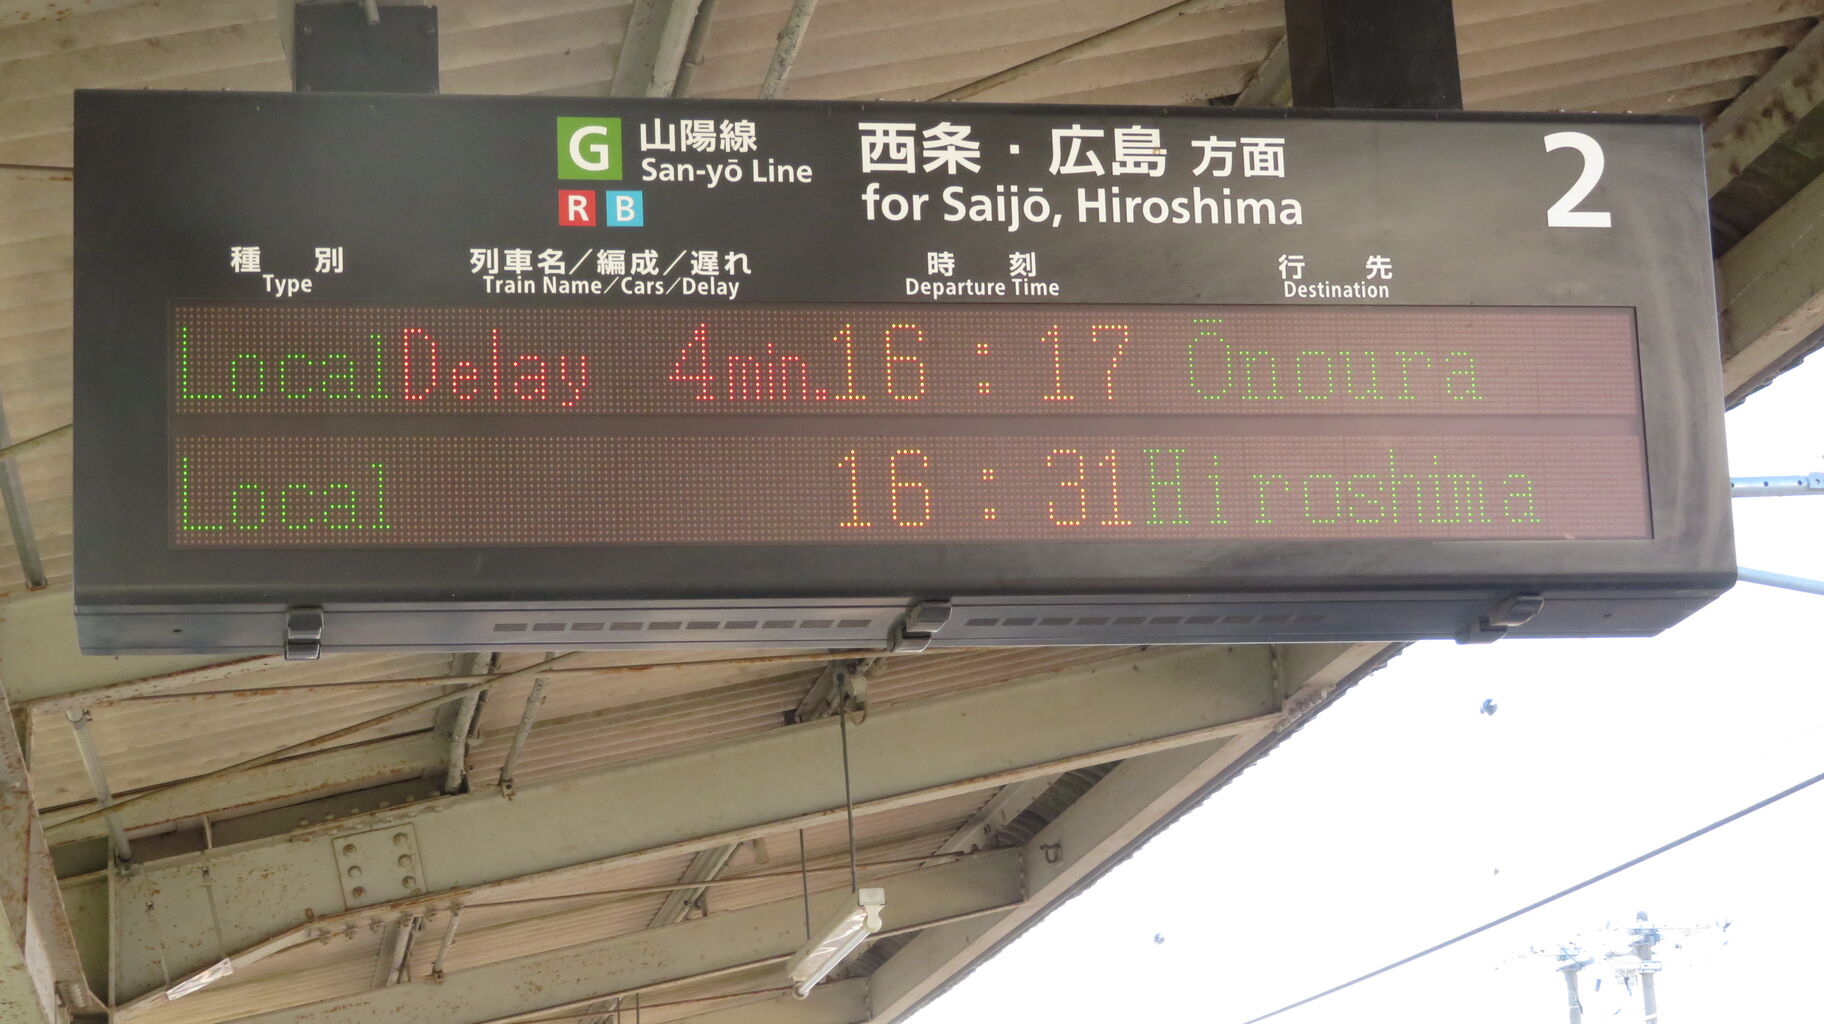 G 山陽線 西条・広島 方面 2
San-yō Line for Saijō, Hiroshima
R B
種 別 列車名／編成／遅れ 時 刻 行 先
Type Train Name／Cars／Delay Departure Time Destination
Local Delay 4min. 16:17 Ōnoura
Local 16:31 Hiroshima